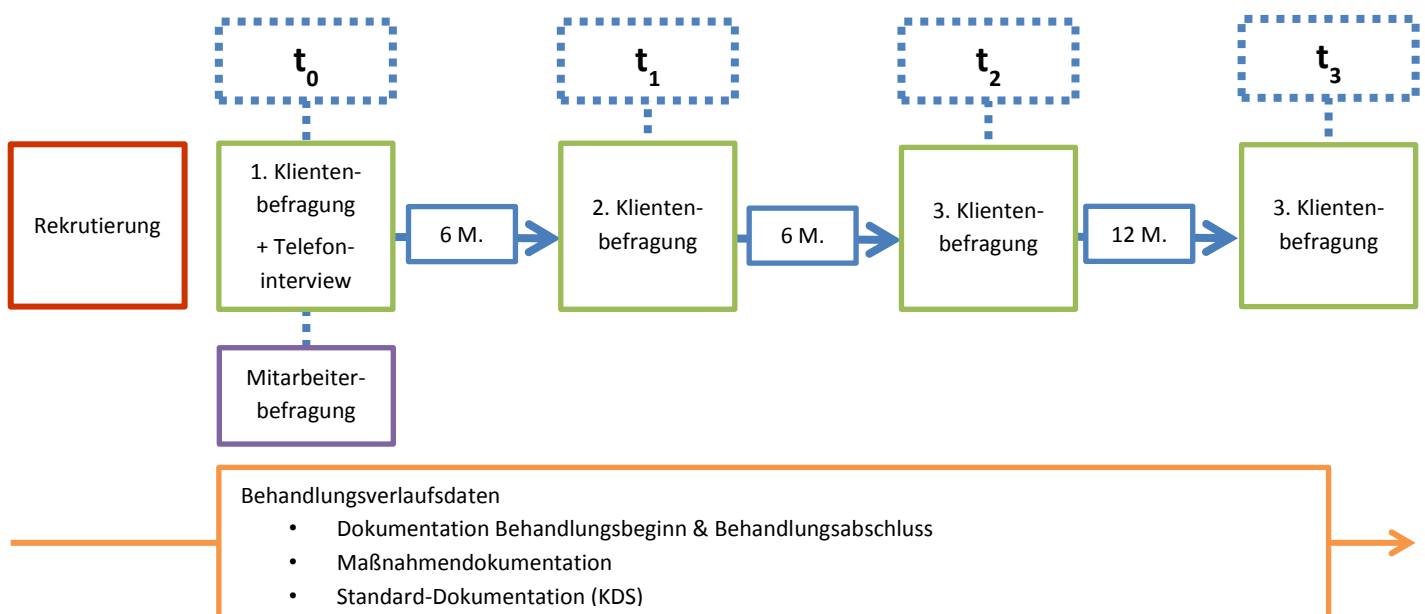 t0
t1
t2
t3
Rekrutierung
1. Klienten-
befragung
+ Telefon-
interview
6 M.
2. Klienten-
befragung
6 M.
3. Klienten-
befragung
12 M.
3. Klienten-
befragung
Mitarbeiter-
befragung
Behandlungsverlaufsdaten
• Dokumentation Behandlungsbeginn & Behandlungsabschluss
• Maßnahmendokumentation
• Standard-Dokumentation (KDS)